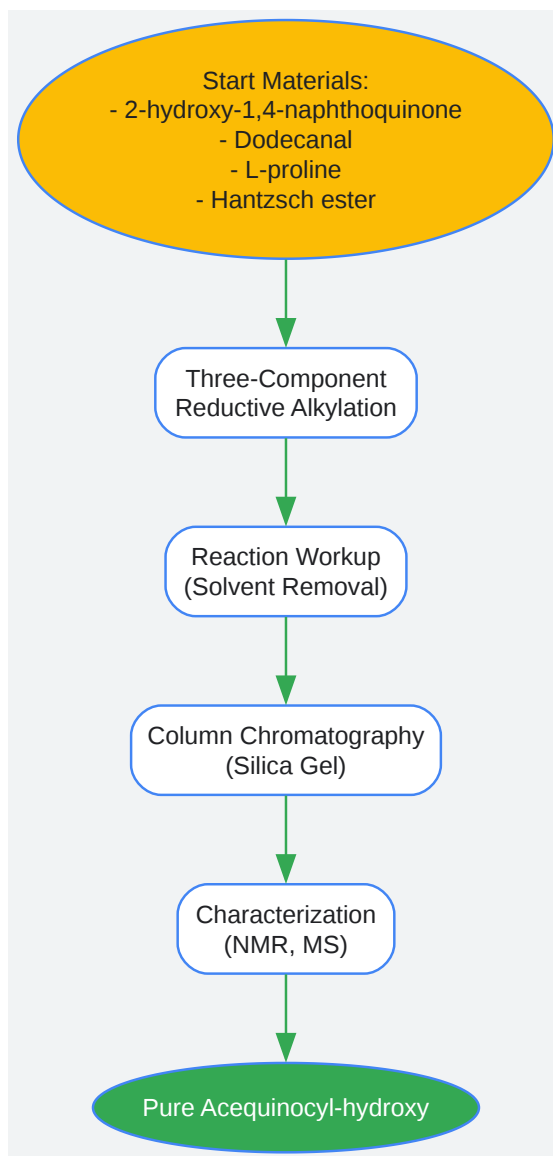 Start Materials:
- 2-hydroxy-1,4-naphthoquinone
- Dodecanal
- L-proline
- Hantzsch ester
Three-Component
Reductive Alkylation
Reaction Workup
(Solvent Removal)
Column Chromatography
(Silica Gel)
Characterization
(NMR, MS)
Pure Acequinocyl-hydroxy